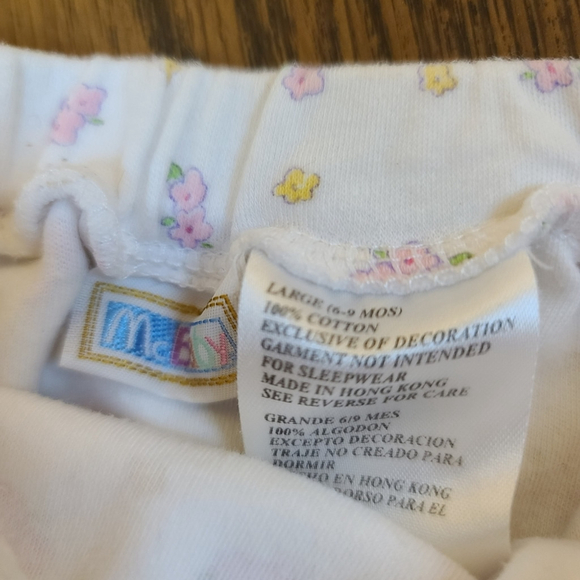 McBABY
LARGE (6-9 MOS)
100% COTTON
EXCLUSIVE OF DECORATION
GARMENT NOT INTENDED
FOR SLEEPWEAR
MADE IN HONG KONG
SEE REVERSE FOR CARE
GRANDE 6/9 MES
100% ALGODON
EXCEPTO DECORACION
TRAJE NO CREADO PARA
DORMIR
EN HONG KONG
PARA EL